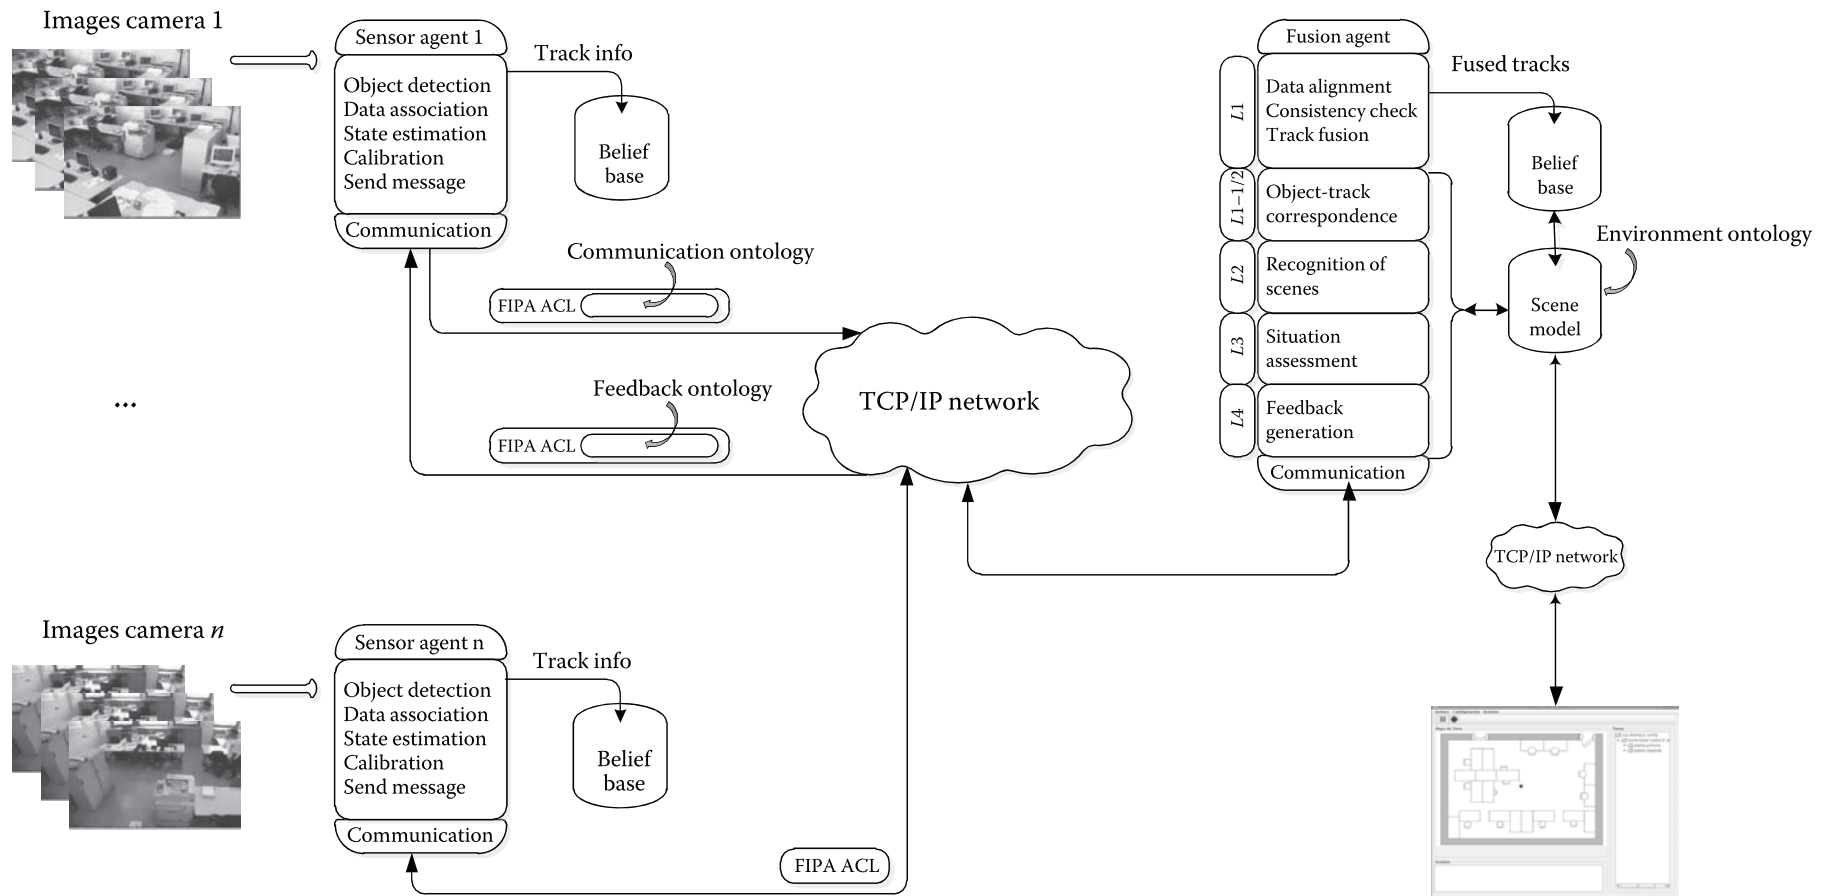 Images camera 1
Sensor agent 1
Object detection
Data association
State estimation
Calibration
Send message
Communication
Track info
Belief
base
Communication ontology
FIPA ACL
Feedback ontology
FIPA ACL
TCP/IP network
...
Fusion agent
L1
Data alignment
Consistency check
Track fusion
L1–1/2
Object-track
correspondence
L2
Recognition of
scenes
L3
Situation
assessment
L4
Feedback
generation
Communication
Fused tracks
Belief
base
Environment ontology
Scene
model
TCP/IP network
Images camera n
Sensor agent n
Object detection
Data association
State estimation
Calibration
Send message
Communication
Track info
Belief
base
FIPA ACL